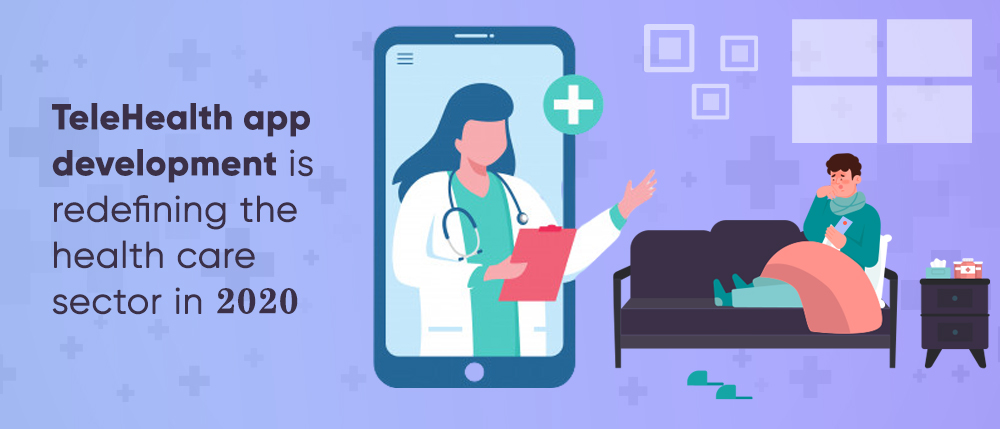 TeleHealth app
development is
redefining the
health care
sector in 2020